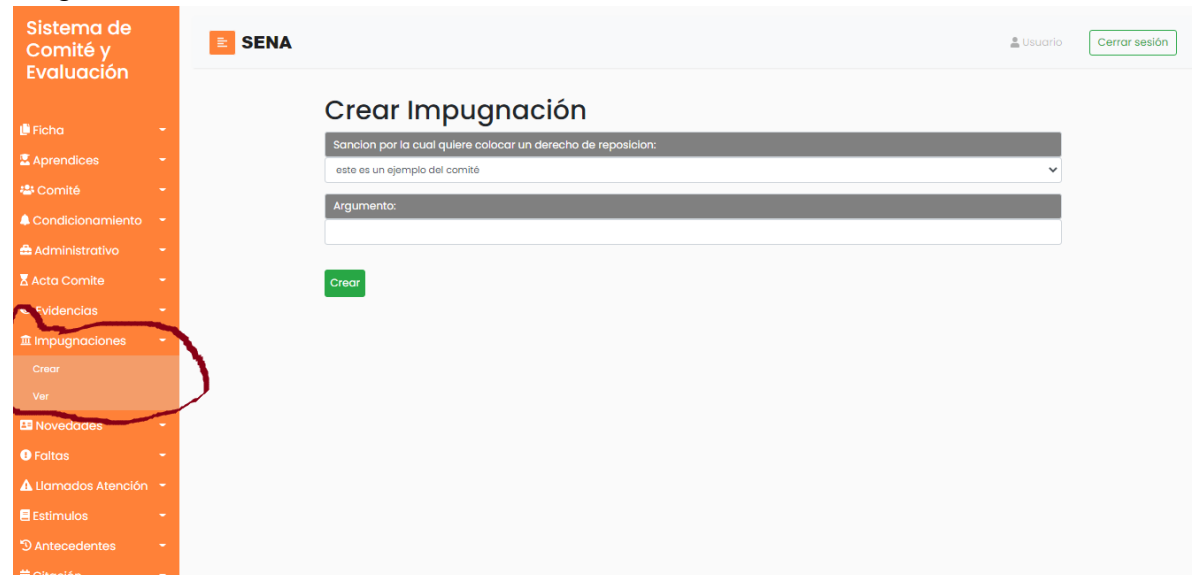 Sistema de
Comité y
Evaluación
SENA
Usuario
Cerrar sesión
Ficha
Aprendices
Comité
Condicionamiento
Administrativo
Acta Comite
Evidencias
Impugnaciones
Crear
Ver
Novedades
Faltas
Llamados Atención
Estimulos
Antecedentes
Citación
Crear Impugnación
Sancion por la cual quiere colocar un derecho de reposicion:
este es un ejemplo del comité
Argumento:
Crear